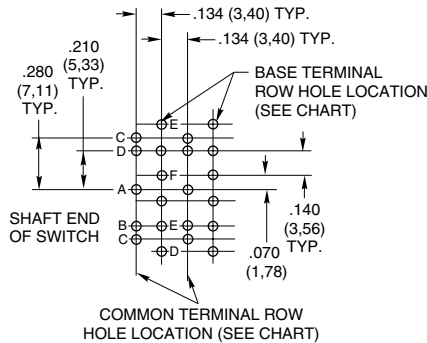 .134 (3,40) TYP.
.134 (3,40) TYP.
.210
(5,33)
TYP.
.280
(7,11)
TYP.
BASE TERMINAL
ROW HOLE LOCATION
(SEE CHART)
E
C
D
F
A
SHAFT END
OF SWITCH
B
E
C
D
.140
(3,56)
TYP.
.070
(1,78)
COMMON TERMINAL ROW
HOLE LOCATION (SEE CHART)